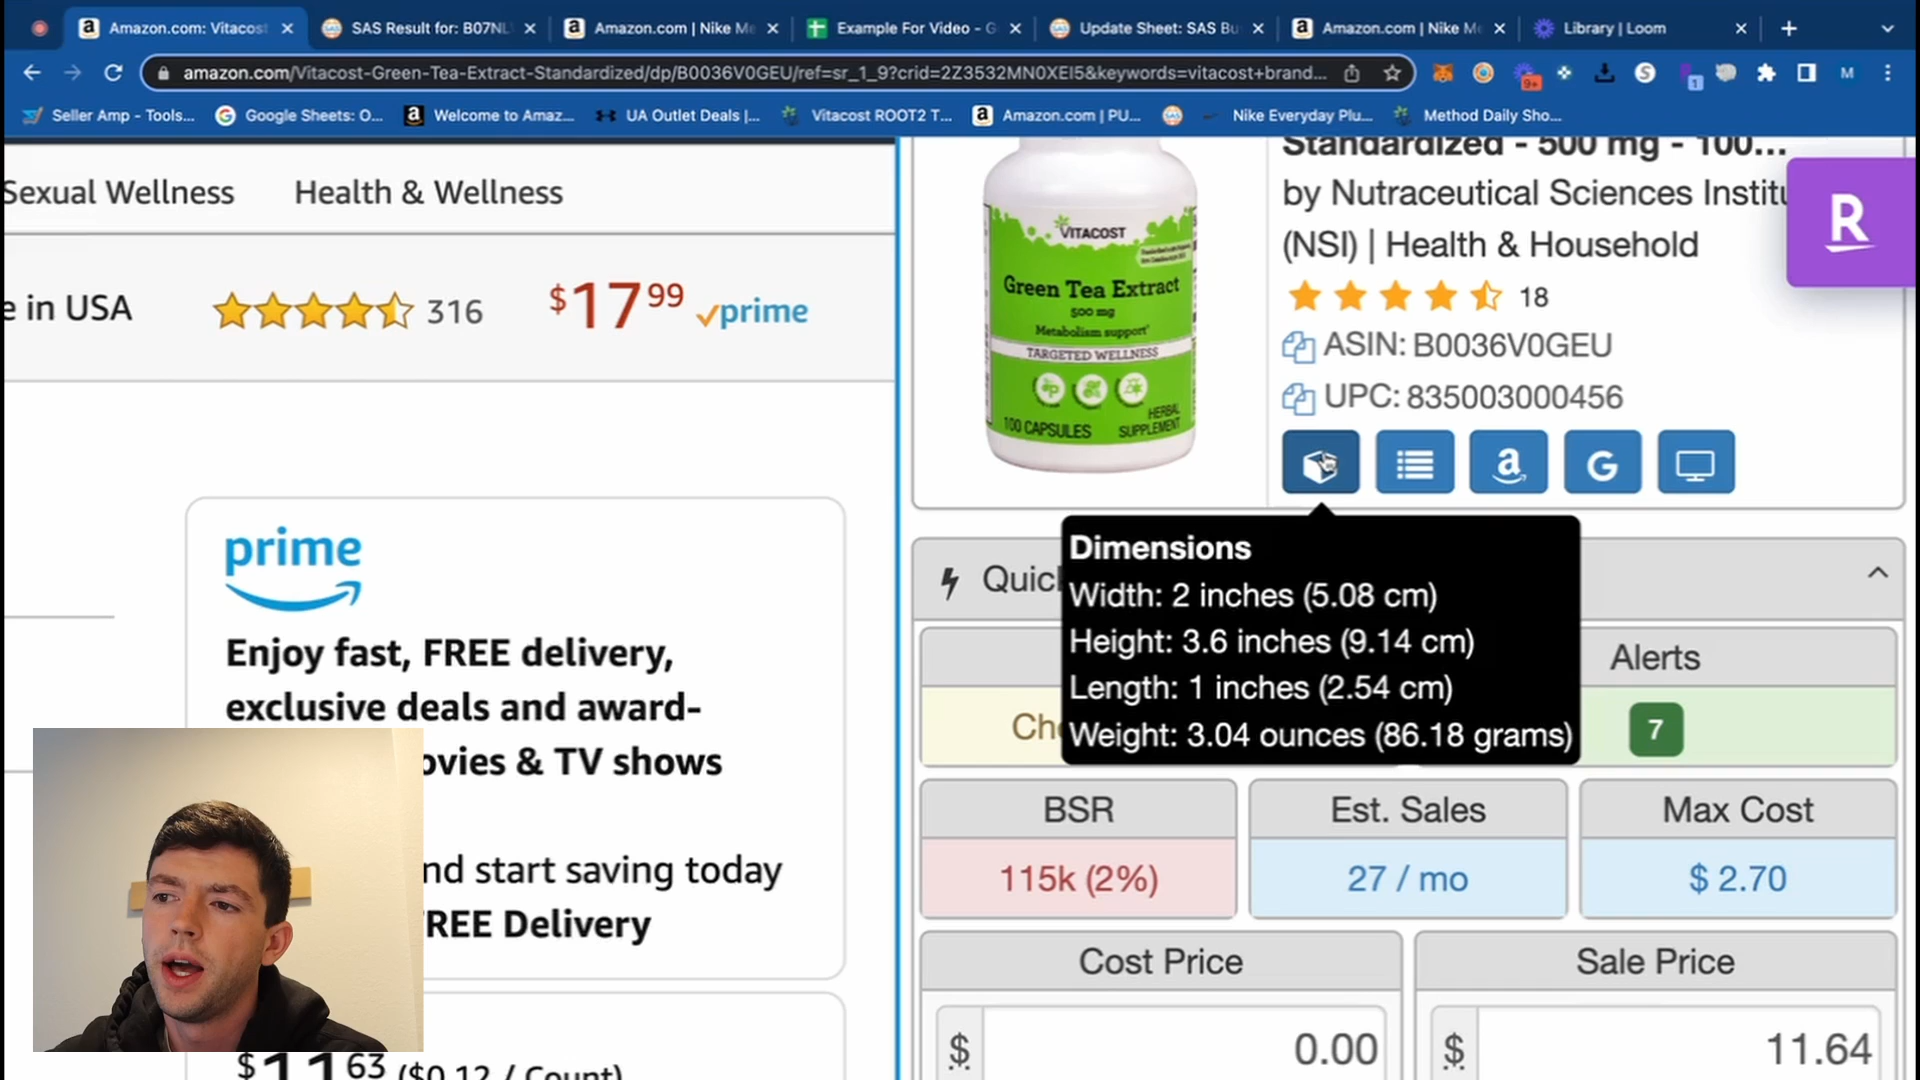 Amazon.com: Vitacost
SAS Result for: B07NL
Amazon.com | Nike Me
Example For Video - G
Update Sheet: SAS Bu
Amazon.com | Nike Me
Library | Loom
amazon.com/Vitacost-Green-Tea-Extract-Standardized/dp/B0036V0GEU/ref=sr_1_9?crid=2Z3532MN0XEI5&keywords=vitacost+brand...
9+
S
1
M
Seller Amp - Tools...
Google Sheets: O...
Welcome to Amaz...
UA Outlet Deals |...
Vitacost ROOT2 T...
Amazon.com | PU...
Nike Everyday Plu...
Method Daily Sho...
Sexual Wellness
Health & Wellness
e in USA
316
$17 99
prime
prime
Enjoy fast, FREE delivery,
exclusive deals and award-
ovies & TV shows
nd start saving today
FREE Delivery
$11 63 ($0.12 / Count)
VITACOST
Green Tea Extract
500 mg
Metabolism support
TARGETED WELLNESS
100 CAPSULES
HERBAL
SUPPLEMENT
Standardized - 500 mg - 100...
by Nutraceutical Sciences Institu
(NSI) | Health & Household
18
ASIN: B0036V0GEU
UPC: 835003000456
R
a
G
Dimensions
Width: 2 inches (5.08 cm)
Height: 3.6 inches (9.14 cm)
Length: 1 inches (2.54 cm)
Weight: 3.04 ounces (86.18 grams)
Quic
Alerts
Che
7
BSR
Est. Sales
Max Cost
115k (2%)
27 / mo
$ 2.70
Cost Price
Sale Price
$
0.00
$
11.64